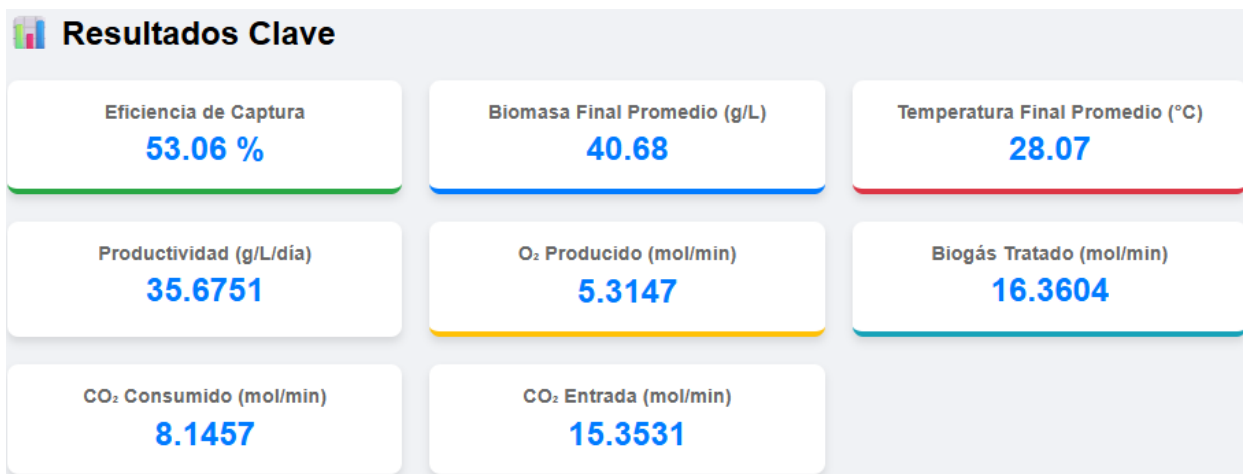 Resultados Clave
Eficiencia de Captura
53.06 %
Biomasa Final Promedio (g/L)
40.68
Temperatura Final Promedio (°C)
28.07
Productividad (g/L/día)
35.6751
O₂ Producido (mol/min)
5.3147
Biogás Tratado (mol/min)
16.3604
CO₂ Consumido (mol/min)
8.1457
CO₂ Entrada (mol/min)
15.3531